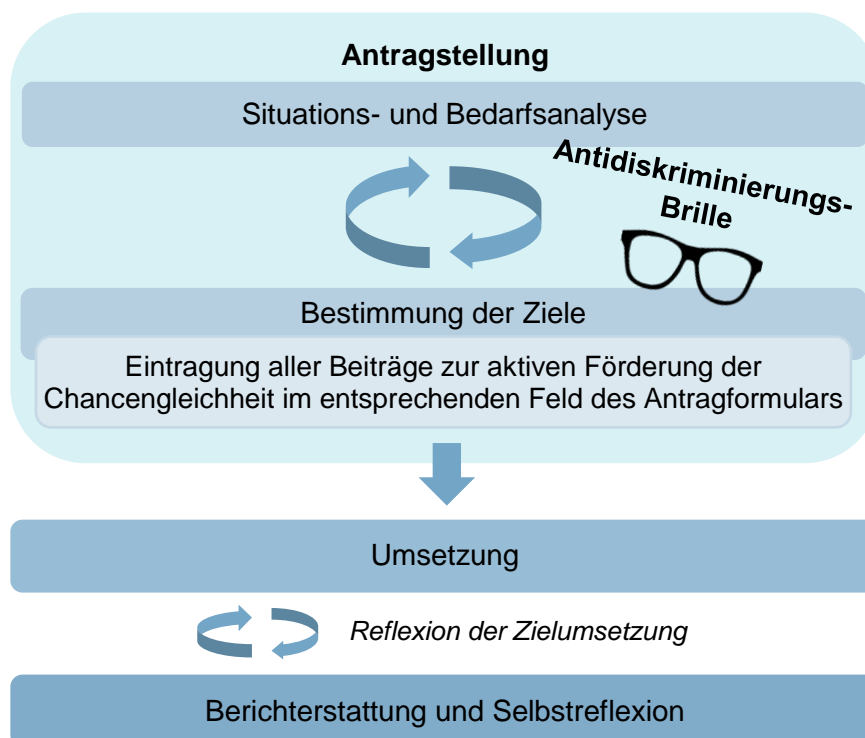 Antragstellung
Situations- und Bedarfsanalyse
Antidiskriminierungs-
Brille
Bestimmung der Ziele
Eintragung aller Beiträge zur aktiven Förderung der
Chancengleichheit im entsprechenden Feld des Antragformulars
Umsetzung
Reflexion der Zielumsetzung
Berichterstattung und Selbstreflexion